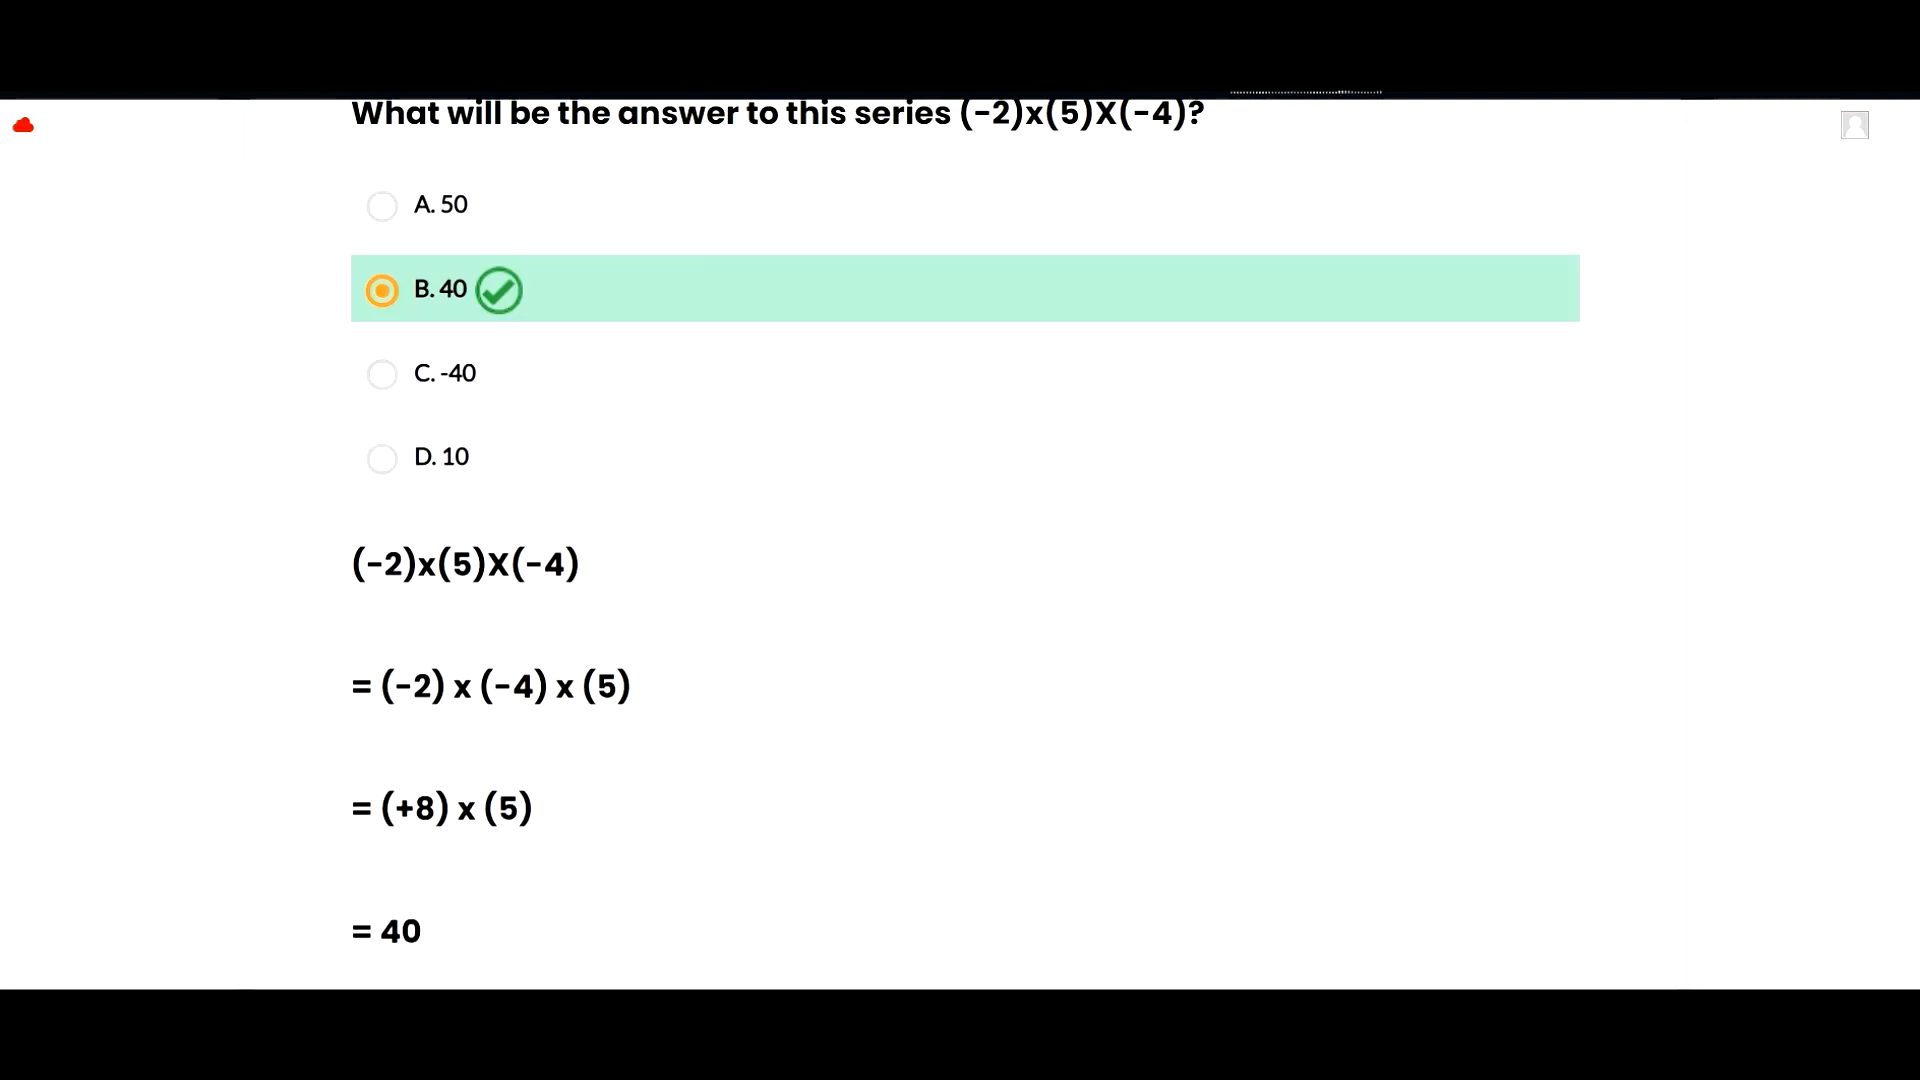 What will be the answer to this series (-2)x(5)X(-4)?
A. 50
B. 40
C. -40
D. 10
(-2)x(5)X(-4)
= (-2) x (-4) x (5)
= (+8) x (5)
= 40